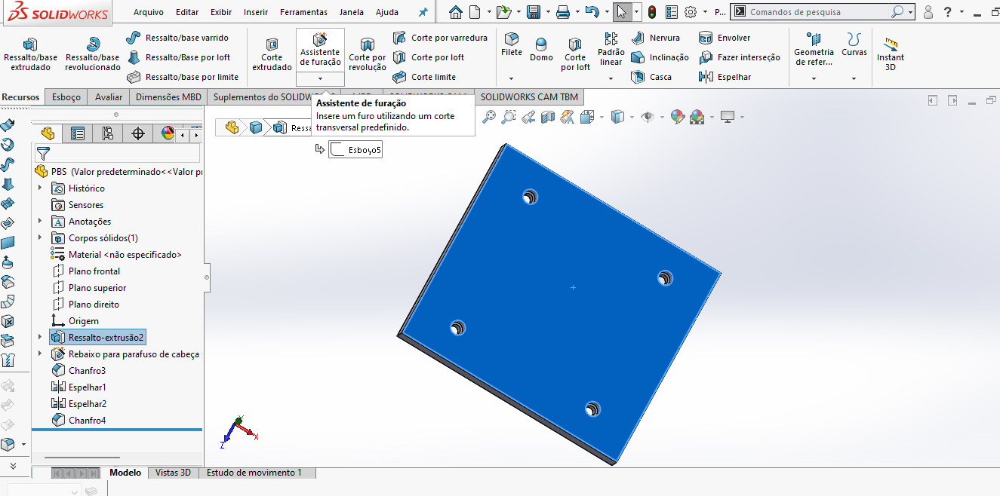 SOLIDWORKS
Arquivo Editar Exibir Inserir Ferramentas Janela Ajuda
P...
Comandos de pesquisa
?
Ressalto/base
extrudado
Ressalto/base
revolucionado
Ressalto/base varrido
Ressalto/Base por loft
Ressalto/base por limite
Corte
extrudado
Assistente
de furação
Corte por
revolução
Corte por varredura
Corte por loft
Corte limite
Filete
Domo
Corte
por loft
Padrão
linear
Nervura
Inclinação
Casca
Envolver
Fazer interseção
Espelhar
Geometria
de refer...
Curvas
Instant
3D
Recursos Esboço Avaliar Dimensões MBD Suplementos do SOLIDW
SOLIDWORKS CAM TBM
Assistente de furação
Insere um furo utilizando um corte
transversal predefinido.
Ressa
Esboço5
PBS (Valor predeterminado<<Valor pr
Histórico
Sensores
Anotações
Corpos sólidos(1)
Material <não especificado>
Plano frontal
Plano superior
Plano direito
Origem
Ressalto-extrusão2
Rebaixo para parafuso de cabeça
Chanfro3
Espelhar1
Espelhar2
Chanfro4
Y
X
Z
Modelo Vistas 3D Estudo de movimento 1